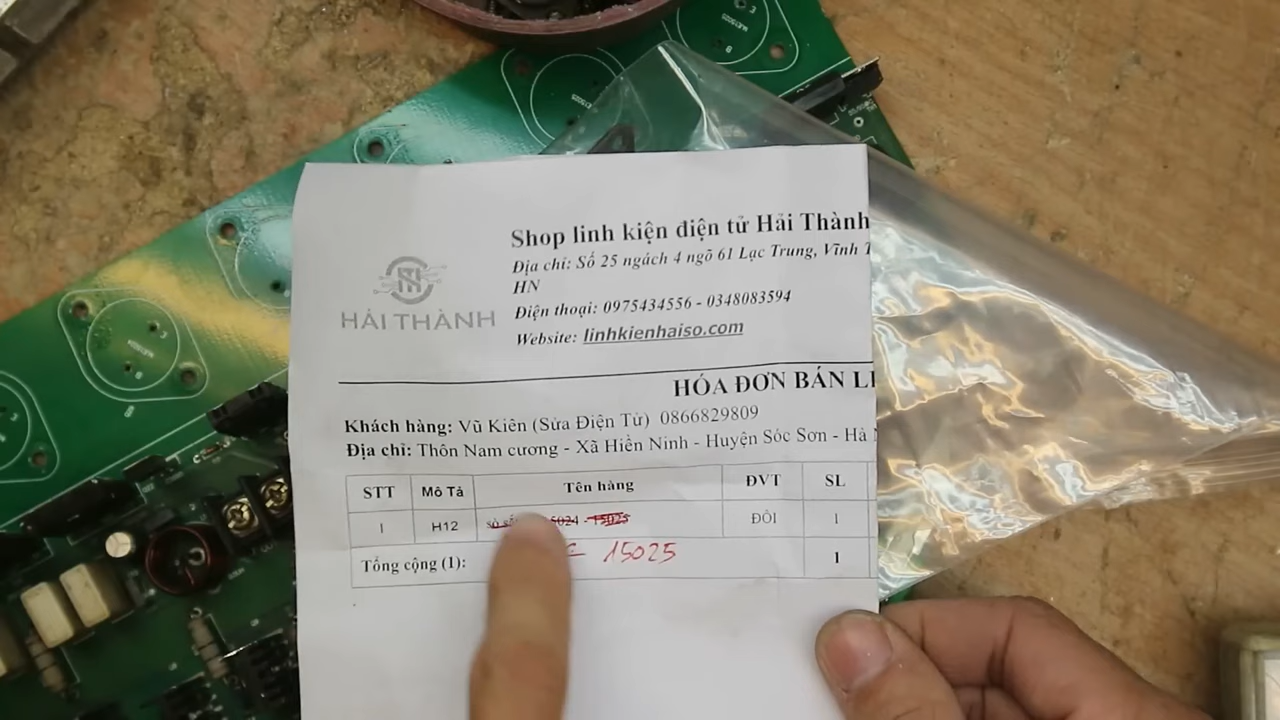 Shop linh kiện điện tử Hải Thành
Địa chỉ: Số 25 ngách 4 ngõ 61 Lạc Trung, Vĩnh
HN
Điện thoại: 0975434556 - 0348083594
Website: linhkienhaiso.com
HẢI THÀNH
HÓA ĐƠN BÁN
Khách hàng: Vũ Kiên (Sửa Điện Tử) 0866829809
Địa chỉ: Thôn Nam cương - Xã Hiền Ninh - Huyện Sóc Sơn - Hà
STT Mô Tả Tên hàng ĐVT SL
1 H12 15025 ĐÔI 1
15025
Tổng cộng (1): 1